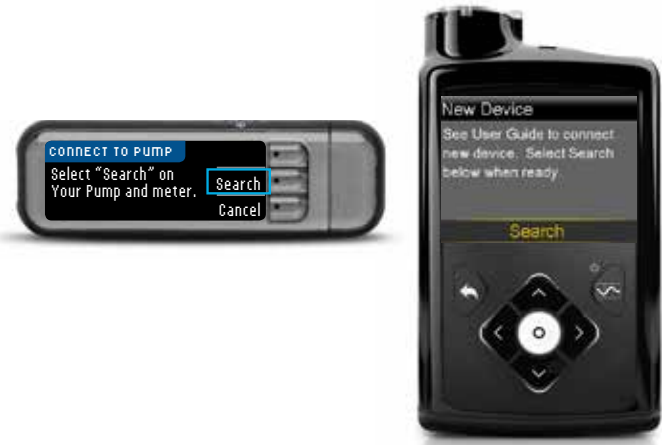 CONNECT TO PUMP
Select "Search" on
Your Pump and meter.
Search
Cancel
New Device
See User Guide to connect
new device. Select Search
below when ready.
Search